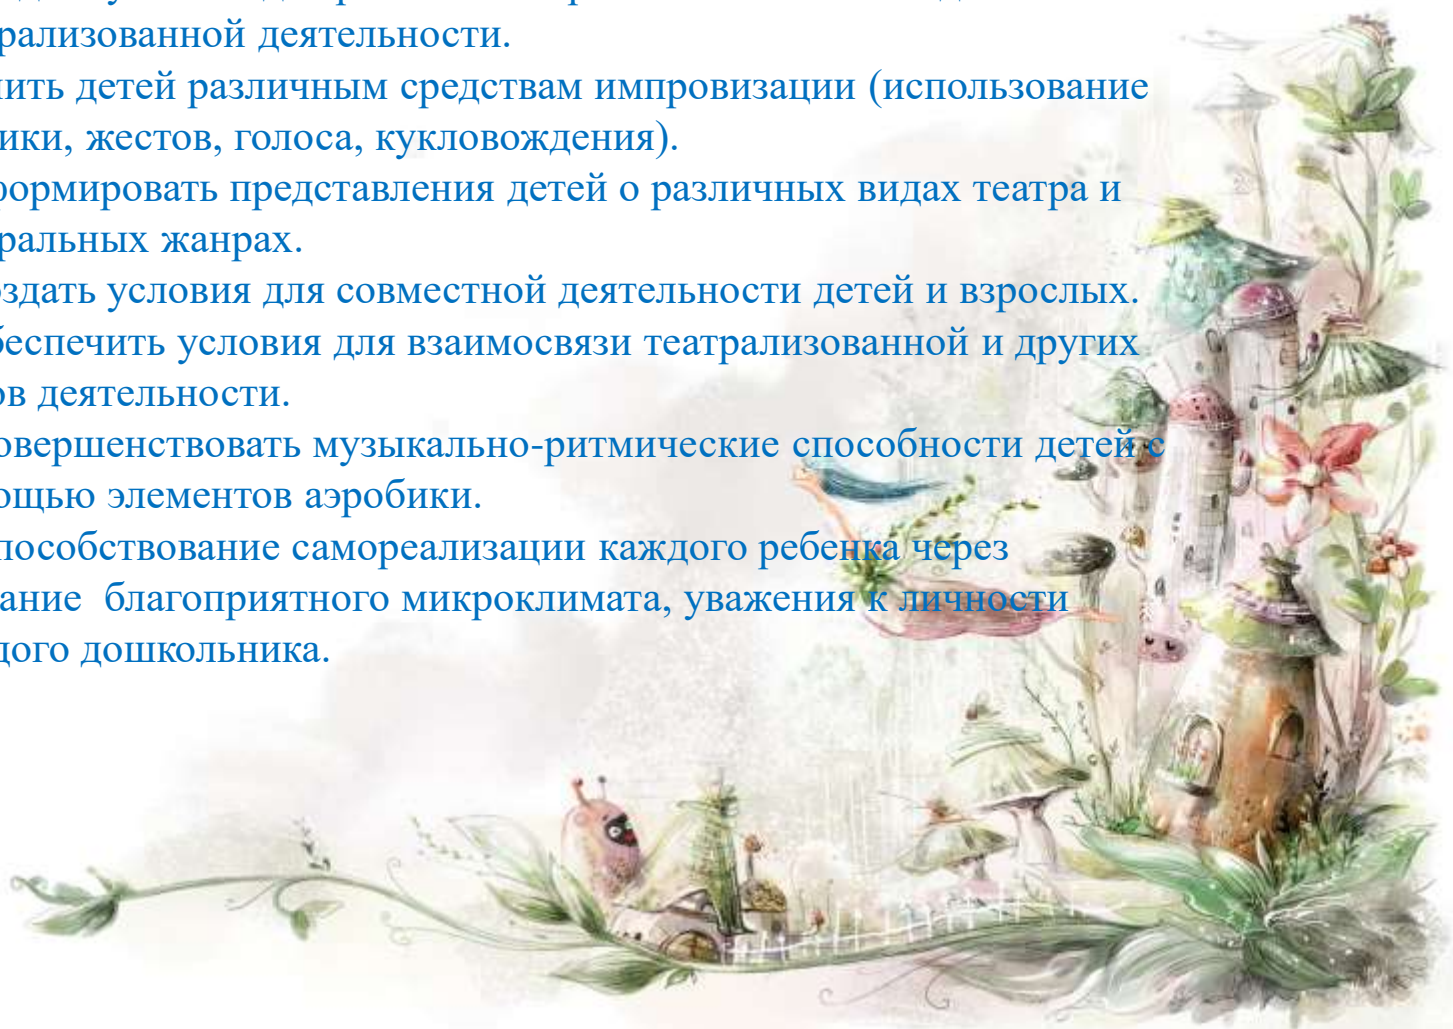 рализованной деятельности.
ить детей различным средствам импровизации (использование
ики, жестов, голоса, кукловождения).
формировать представления детей о различных видах театра и
ральных жанрах.
здать условия для совместной деятельности детей и взрослых.
беспечить условия для взаимосвязи театрализованной и других
ов деятельности.
овершенствовать музыкально-ритмические способности детей с
ощью элементов аэробики.
пособствование самореализации каждого ребенка через
ание благоприятного микроклимата, уважения к личности
дого дошкольника.